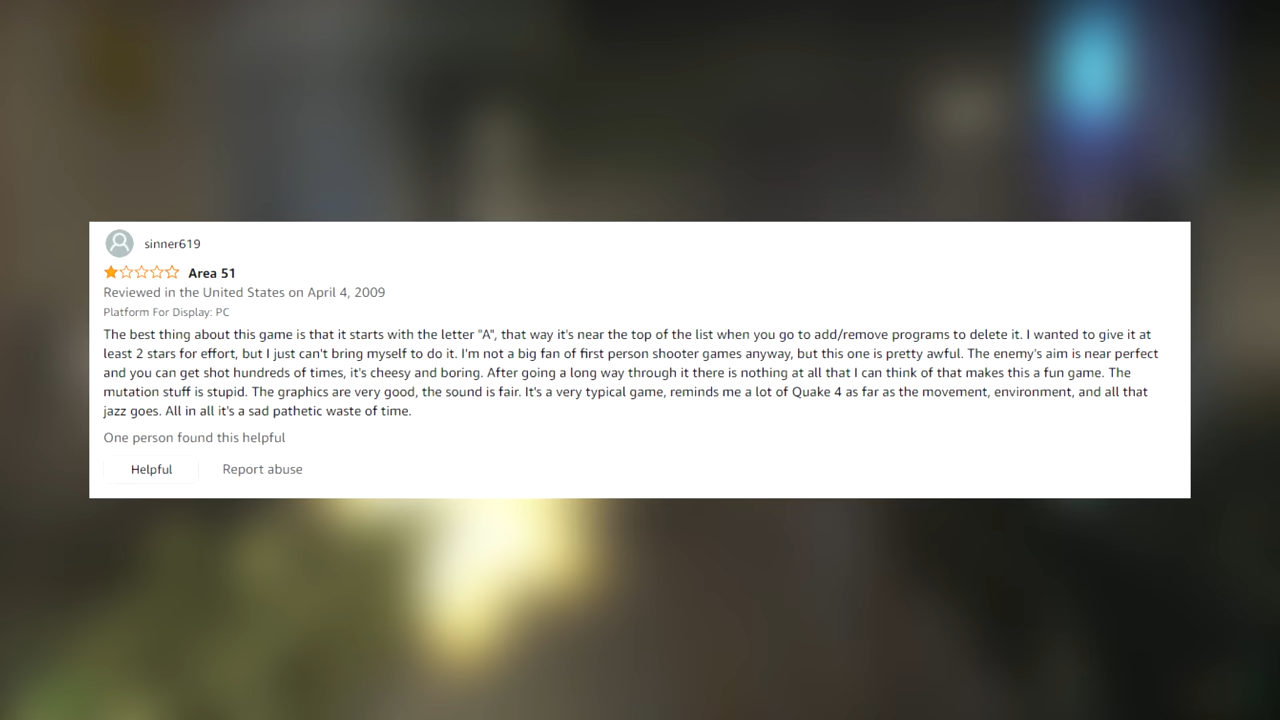 sinner619
Area 51
Reviewed in the United States on April 4, 2009
Platform For Display: PC
The best thing about this game is that it starts with the letter "A", that way it's near the top of the list when you go to add/remove programs to delete it. I wanted to give it at
least 2 stars for effort, but I just can't bring myself to do it. I'm not a big fan of first person shooter games anyway, but this one is pretty awful. The enemy's aim is near perfect
and you can get shot hundreds of times, it's cheesy and boring. After going a long way through it there is nothing at all that I can think of that makes this a fun game. The
mutation stuff is stupid. The graphics are very good, the sound is fair. It's a very typical game, reminds me a lot of Quake 4 as far as the movement, environment, and all that
jazz goes. All in all it's a sad pathetic waste of time.
One person found this helpful
Helpful Report abuse